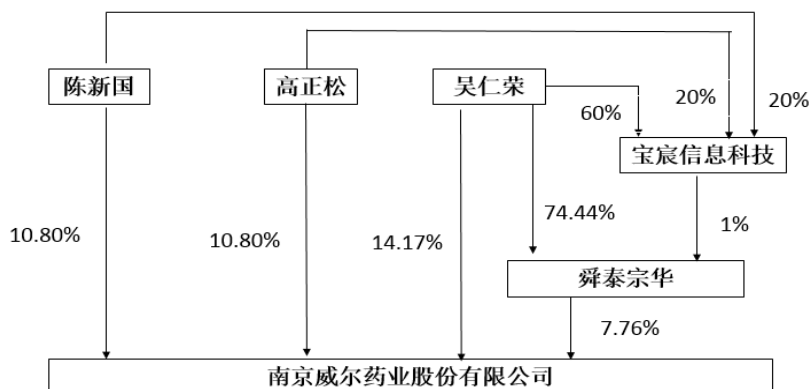 陈新国
高正松
吴仁荣
60%
20%
20%
宝宸信息科技
10.80%
10.80%
14.17%
74.44%
1%
舜泰宗华
7.76%
南京威尔药业股份有限公司